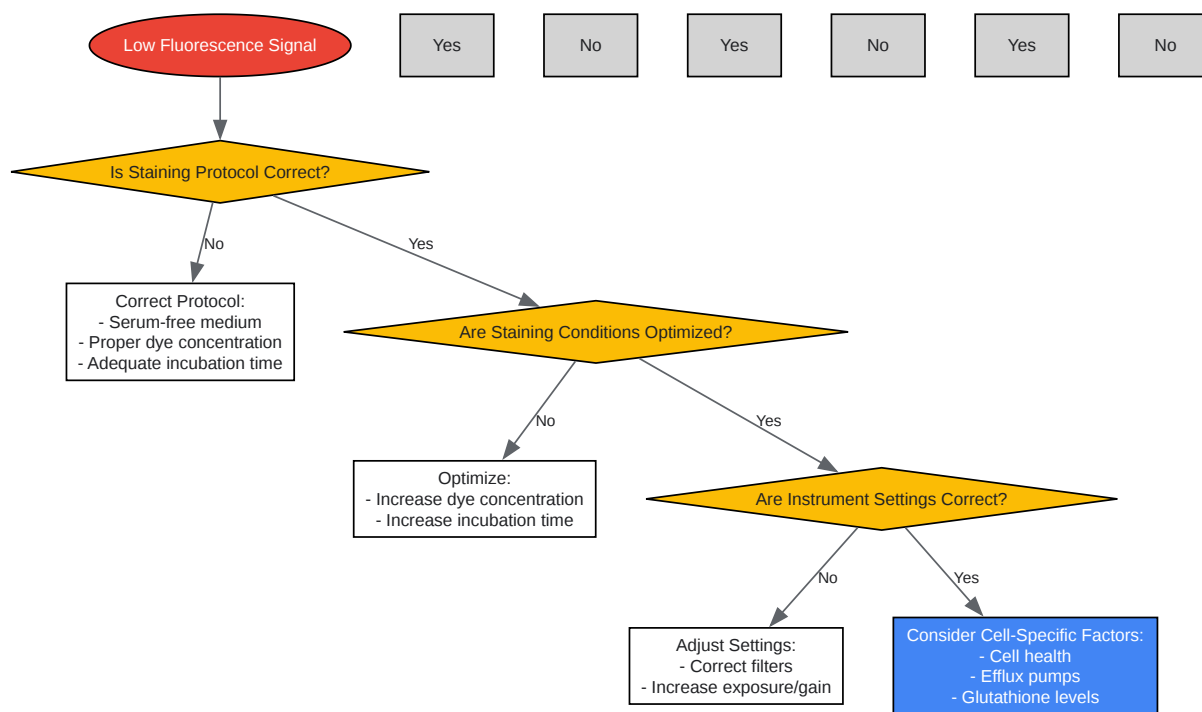 Low Fluorescence Signal
Yes
No
Yes
No
Yes
No
Is Staining Protocol Correct?
No
Yes
Correct Protocol:
- Serum-free medium
- Proper dye concentration
- Adequate incubation time
Are Staining Conditions Optimized?
No
Yes
Optimize:
- Increase dye concentration
- Increase incubation time
Are Instrument Settings Correct?
No
Yes
Adjust Settings:
- Correct filters
- Increase exposure/gain
Consider Cell-Specific Factors:
- Cell health
- Efflux pumps
- Glutathione levels